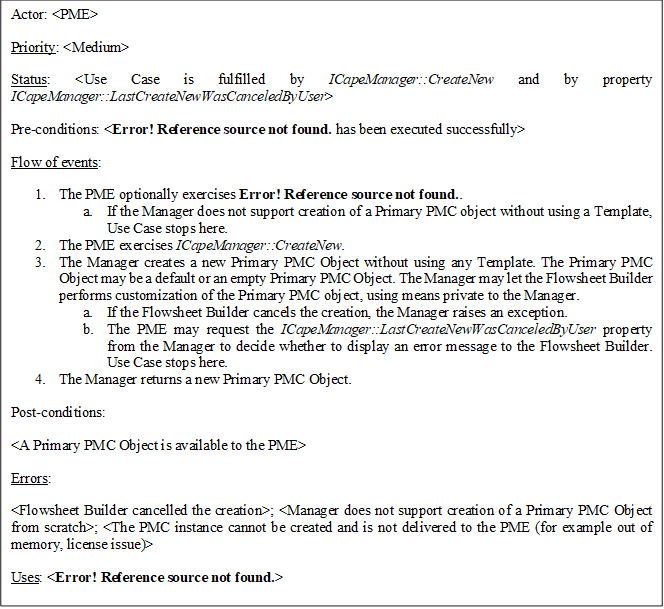 Actor: <PME>
Priority: <Medium>
Status: <Use Case is fulfilled by ICapeManager::CreateNew and by property
ICapeManager::LastCreateNewWasCanceledByUser>
Pre-conditions: <Error! Reference source not found. has been executed successfully>
Flow of events:
1. The PME optionally exercises Error! Reference source not found..
a. If the Manager does not support creation of a Primary PMC object without using a Template,
Use Case stops here.
2. The PME exercises ICapeManager::CreateNew.
3. The Manager creates a new Primary PMC Object without using any Template. The Primary PMC
Object may be a default or an empty Primary PMC Object. The Manager may let the Flowsheet Builder
performs customization of the Primary PMC object, using means private to the Manager.
a. If the Flowsheet Builder cancels the creation, the Manager raises an exception.
b. The PME may request the ICapeManager::LastCreateNewWasCanceledByUser property
from the Manager to decide whether to display an error message to the Flowsheet Builder.
Use Case stops here.
4. The Manager returns a new Primary PMC Object.
Post-conditions:
<A Primary PMC Object is available to the PME>
Errors:
<Flowsheet Builder cancelled the creation>; <Manager does not support creation of a Primary PMC Object
from scratch>; <The PMC instance cannot be created and is not delivered to the PME (for example out of
memory, license issue)>
Uses: <Error! Reference source not found.>